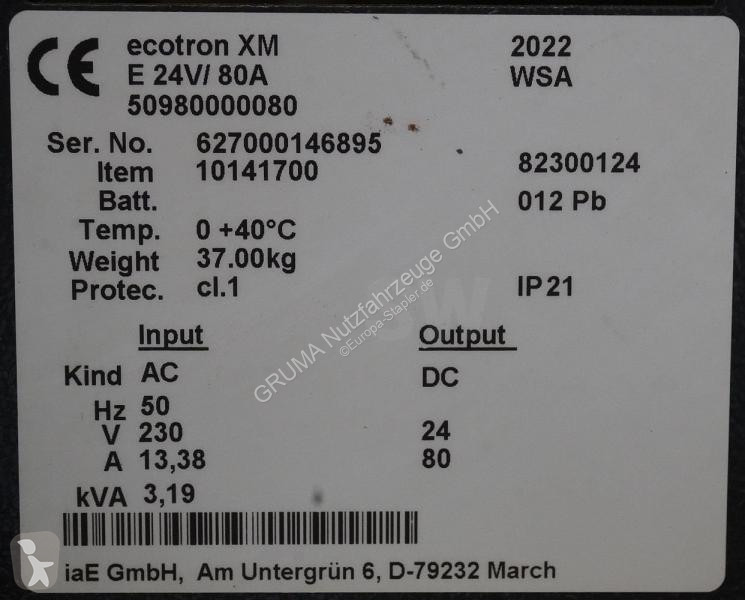 CE ecotron XM 2022
E 24V/ 80A WSA
50980000080
Ser. No. 627000146895
Item 10141700 82300124
Batt. 012 Pb
Temp. 0 +40°C
Weight 37.00kg
Protec. cl.1 IP21
GRUMA Nutzfahrzeuge GmbH
©Europa-Stapler.de
Input Output
Kind AC DC
Hz 50
V 230 24
A 13,38 80
kVA 3,19
iaE GmbH, Am Untergrün 6, D-79232 March